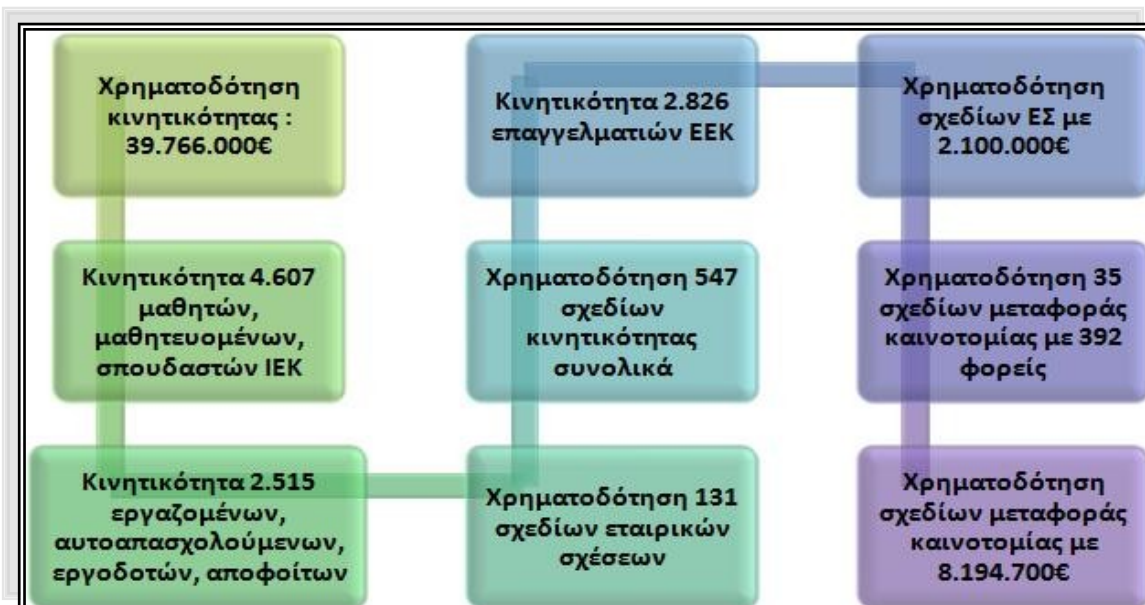 Χρηματοδότηση
κινητικότητας :
39.766.000€
Κινητικότητα 4.607
μαθητών,
μαθητευομένων,
σπουδαστών ΙΕΚ
Κινητικότητα 2.515
εργαζομένων,
αυτοαπασχολούμενων,
εργοδοτών, αποφοίτων
Χρηματοδότηση 131
σχεδίων εταιρικών
σχέσεων
Χρηματοδότηση 547
σχεδίων
κινητικότητας
συνολικά
Κινητικότητα 2.826
επαγγελματιών ΕΕΚ
Χρηματοδότηση
σχεδίων ΕΣ με
2.100.000€
Χρηματοδότηση 35
σχεδίων μεταφοράς
καινοτομίας με 392
φορείς
Χρηματοδότηση
σχεδίων μεταφοράς
καινοτομίας με
8.194.700€